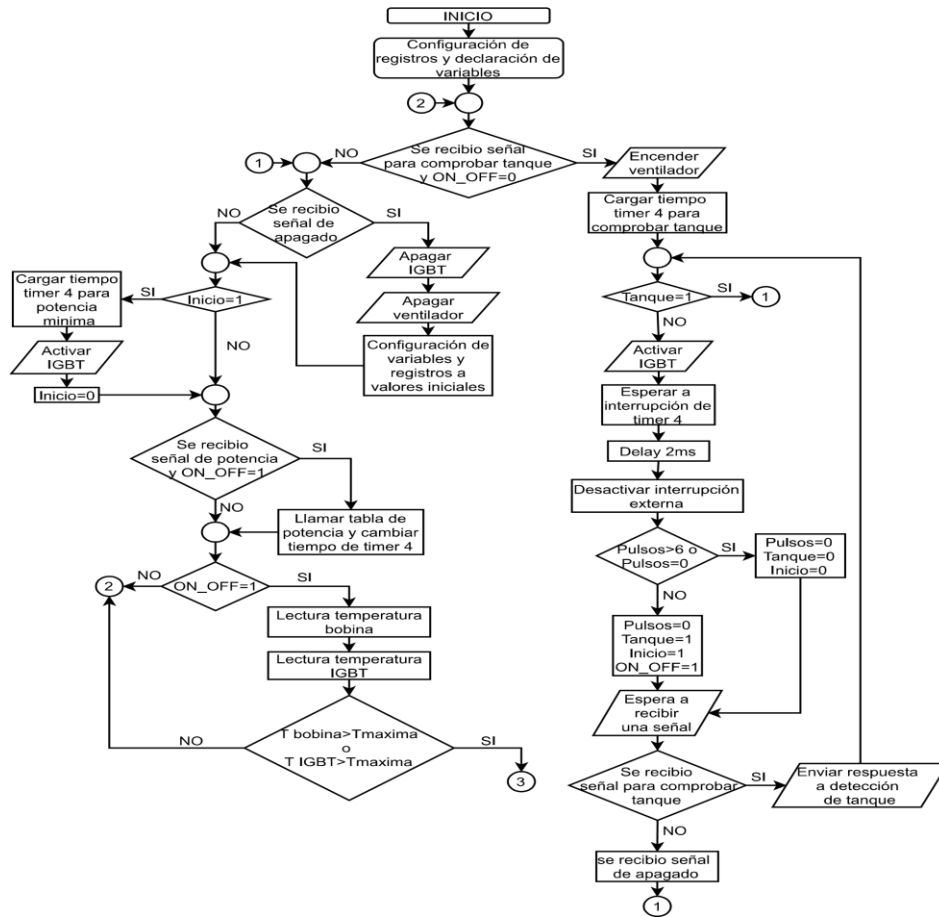 INICIO
Configuración de
registros y declaración de
variables
2
Se recibio señal
para comprobar tanque
y ON_OFF=0
NO
SI
1
Encender
ventilador
Cargar tiempo
timer 4 para
comprobar tanque
Se recibio
señal de
apagado
NO
SI
Apagar
IGBT
Apagar
ventilador
Configuración de
variables y
registros a
valores iniciales
Inicio=1
SI
NO
Cargar tiempo
timer 4 para
potencia
minima
Activar
IGBT
Inicio=0
Se recibio
señal de potencia
y ON_OFF=1
SI
NO
Llamar tabla de
potencia y cambiar
tiempo de timer 4
ON_OFF=1
NO
2
SI
Lectura temperatura
bobina
Lectura temperatura
IGBT
T bobina>Tmaxima
o
T IGBT>Tmaxima
NO
SI
3
Tanque=1
SI
1
NO
Activar
IGBT
Esperar a
interrupción de
timer 4
Delay 2ms
Desactivar interrupción
externa
Pulsos>6 o
Pulsos=0
SI
Pulsos=0
Tanque=0
Inicio=0
NO
Pulsos=0
Tanque=1
Inicio=1
ON_OFF=1
Espera a
recibir
una señal
Se recibio
señal para comprobar
tanque
SI
Enviar respuesta
a detección
de tanque
NO
se recibio señal
de apagado
1